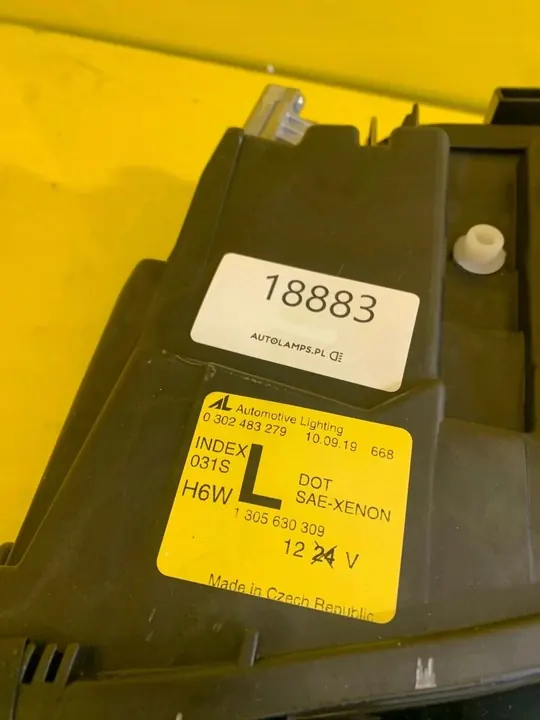 18883
AUTOLAMPS.PL
AL Automotive Lighting
0 302 483 279 10.09.19 668
INDEX
031S
L
DOT
H6W
SAE-XENON
1 305 630 309
12 24 V
Made in Czech Republic